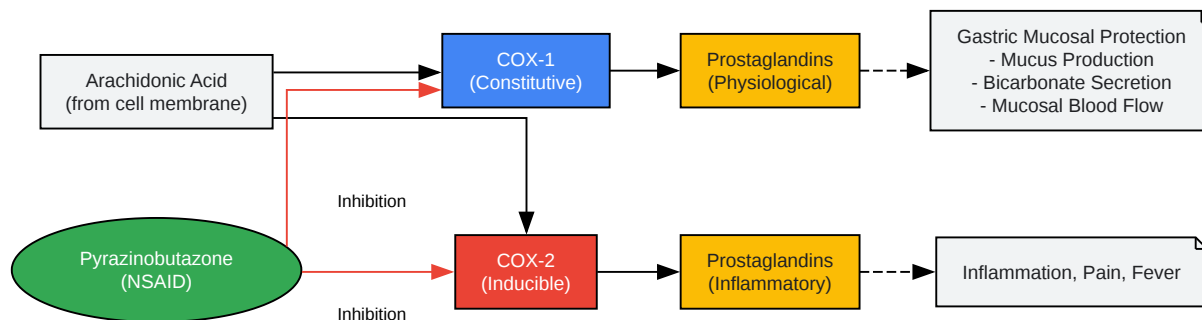 Arachidonic Acid
(from cell membrane)
COX-1
(Constitutive)
Prostaglandins
(Physiological)
Gastric Mucosal Protection
- Mucus Production
- Bicarbonate Secretion
- Mucosal Blood Flow
Inhibition
Pyrazinobutazone
(NSAID)
COX-2
(Inducible)
Prostaglandins
(Inflammatory)
Inflammation, Pain, Fever
Inhibition